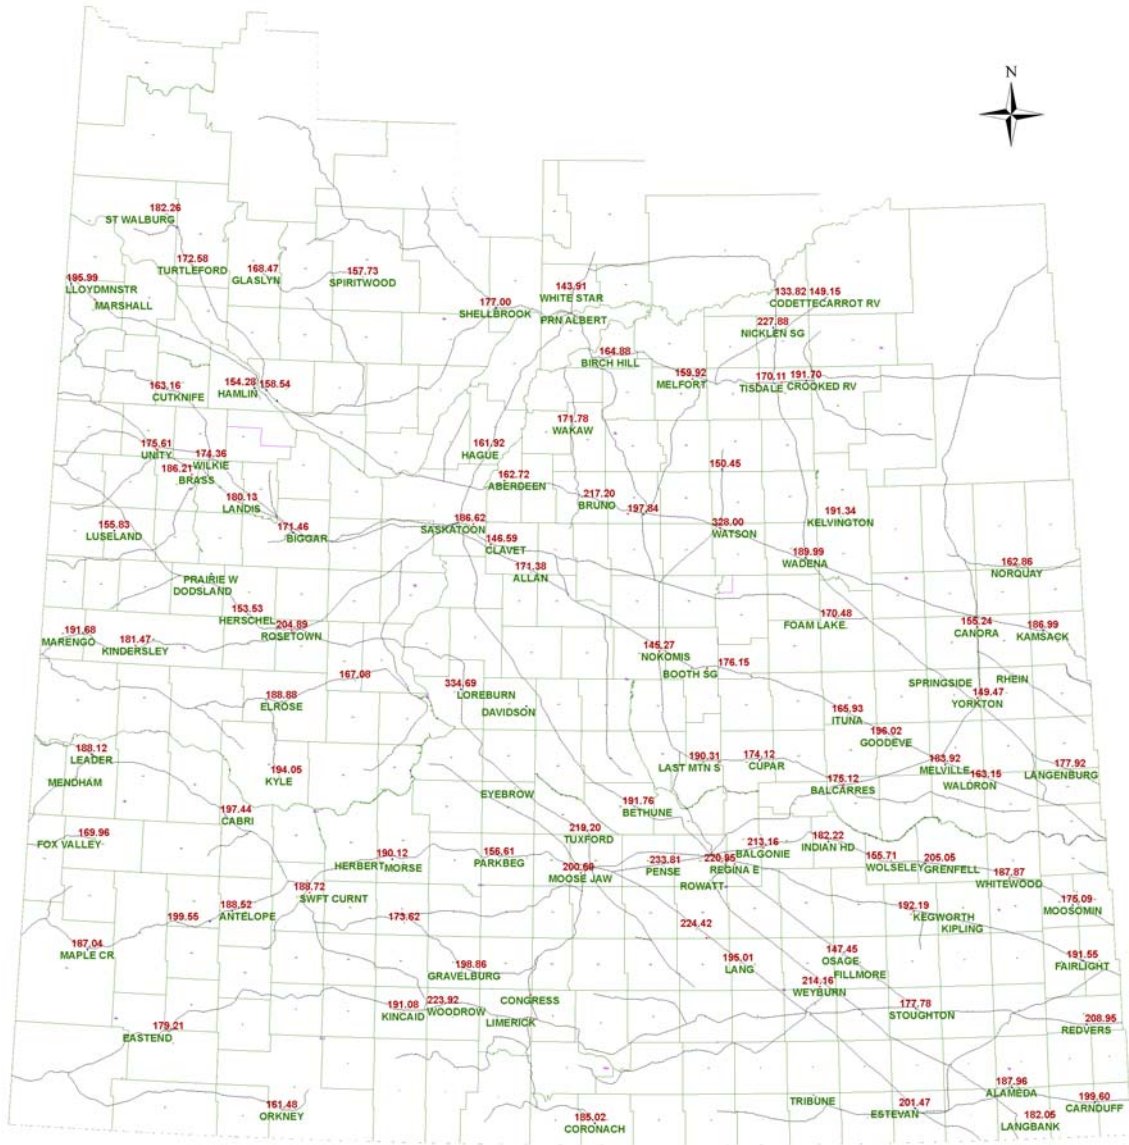 N
182.26
ST WALBURG
172.58
TURTLEFORD
168.47
GLASLYN
157.73
SPIRITWOOD
195.99
LLOYDMNSTR
MARSHALL
177.00
SHELLBROOK
143.91
WHITE STAR
PRN ALBERT
133.82 149.15
CODETTECARROT RV
227.88
NICKLEN SG
164.88
BIRCH HILL
159.92
MELFORT
170.11
TISDALE
191.70
CROOKED RV
163.16
CUTKNIFE
154.28
HAMLIN
158.54
171.78
WAKAW
175.61
UNITY
174.36
WILKIE
186.21
BRASS
161.92
HAGUE
162.72
ABERDEEN
150.45
180.13
LANDIS
217.20
BRUNO
197.84
191.34
KELVINGTON
155.83
LUSELAND
171.46
BIGGAR
186.62
SASKATOON
146.59
CLAVET
328.00
WATSON
189.99
WADENA
171.38
ALLAN
162.86
NORQUAY
PRAIRIE W
DODSLAND
153.53
HERSCHEL
204.89
ROSETOWN
170.48
FOAM LAKE
155.24
CANORA
186.99
KAMSACK
191.68
MARENGO
181.47
KINDERSLEY
145.27
NOKOMIS
BOOTH SG
176.15
167.08
188.88
ELROSE
334.69
LOREBURN
DAVIDSON
SPRINGSIDE
RHEIN
149.47
YORKTON
165.93
ITUNA
196.02
GOODEVE
188.12
LEADER
MENDHAM
194.05
KYLE
190.31
LAST MTN S
174.12
CUPAR
175.12
BALCARRES
183.92
MELVILLE
163.15
WALDRON
177.92
LANGENBURG
EYEBROW
191.76
BETHUNE
197.44
CABRI
169.96
FOX VALLEY
219.20
TUXFORD
190.12
HERBERT MORSE
156.61
PARKBEG
200.69
MOOSE JAW
233.81
PENSE
220.95
REGINA E
ROWATT
213.16
BALGONIE
182.22
INDIAN HD
155.71
WOLSELEY
205.05
GRENFELL
167.87
WHITEWOOD
175.09
MOOSOMIN
188.72
SWFT CURNT
188.52
ANTELOPE
199.55
173.62
224.42
192.19
KEGWORTH
KIPLING
187.04
MAPLE CR
198.86
GRAVELBURG
195.01
LANG
147.45
OSAGE
FILLMORE
191.55
FAIRLIGHT
214.16
WEYBURN
191.08
KINCAID
223.92
WOODROW
CONGRESS
LIMERICK
177.78
STOUGHTON
208.95
REDVERS
179.21
EASTEND
161.48
ORKNEY
185.02
CORONACH
TRIBUNE
201.47
ESTEVAN
187.96
ALAMEDA
182.05
LANGBANK
199.60
CARNDUFF